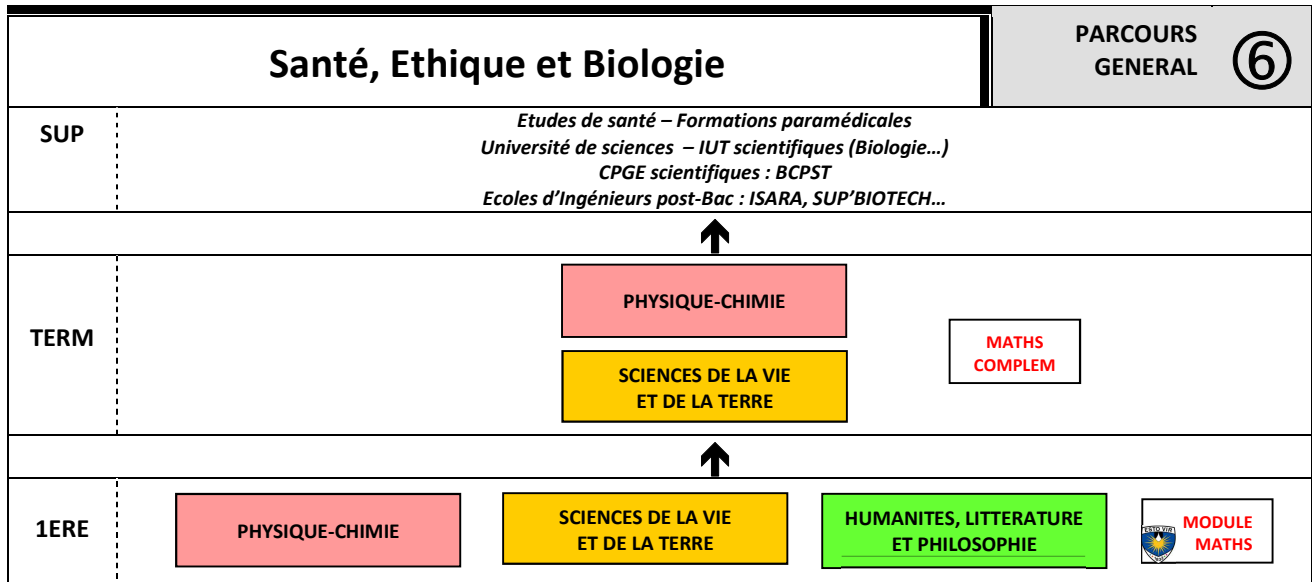 Santé, Ethique et Biologie
PARCOURS
GENERAL
⑥
SUP
Etudes de santé – Formations paramédicales
Université de sciences – IUT scientifiques (Biologie…)
CPGE scientifiques : BCPST
Ecoles d’Ingénieurs post-Bac : ISARA, SUP’BIOTECH…
TERM
PHYSIQUE-CHIMIE
SCIENCES DE LA VIE
ET DE LA TERRE
MATHS
COMPLEM
1ERE
PHYSIQUE-CHIMIE
SCIENCES DE LA VIE
ET DE LA TERRE
HUMANITES, LITTERATURE
ET PHILOSOPHIE
ESTO VIR
MODULE
MATHS